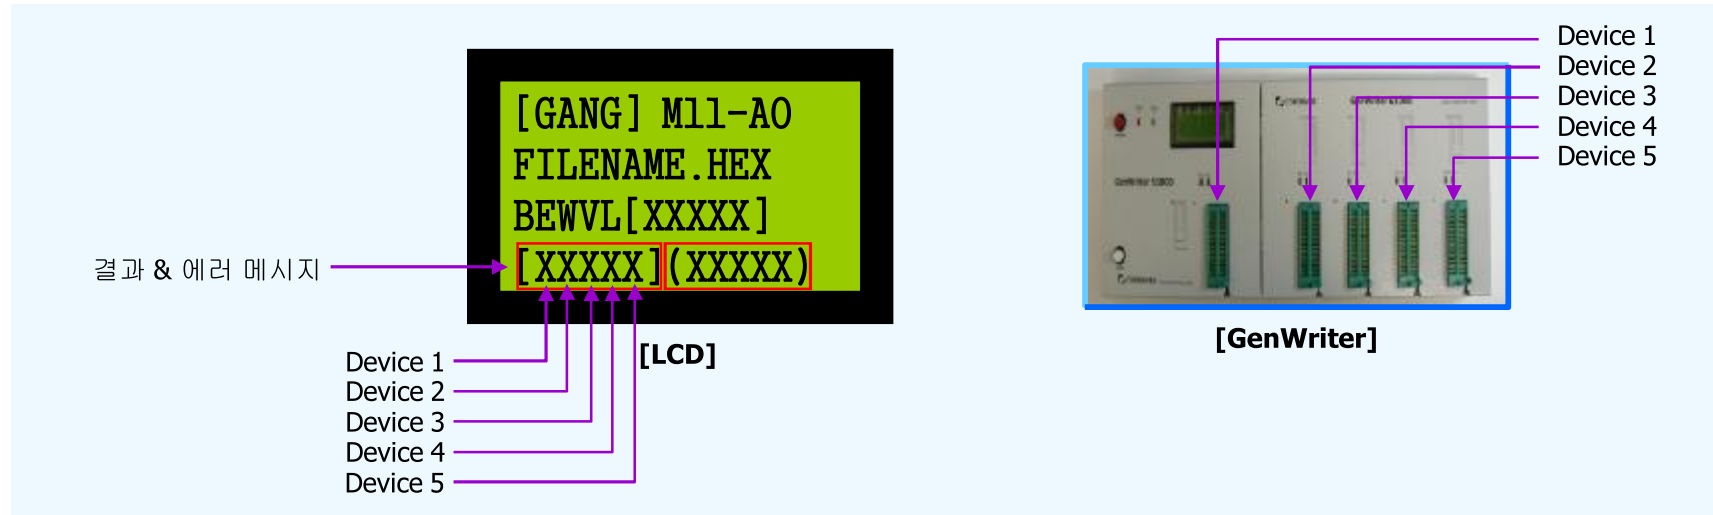 [GANG] M11-AO
FILENAME.HEX
BEWVL[XXXXX]
[XXXXX](XXXXX)
결과 & 에러 메시지
Device 1
Device 2
Device 3
Device 4
Device 5
[LCD]
Device 1
Device 2
Device 3
Device 4
Device 5
[GenWriter]